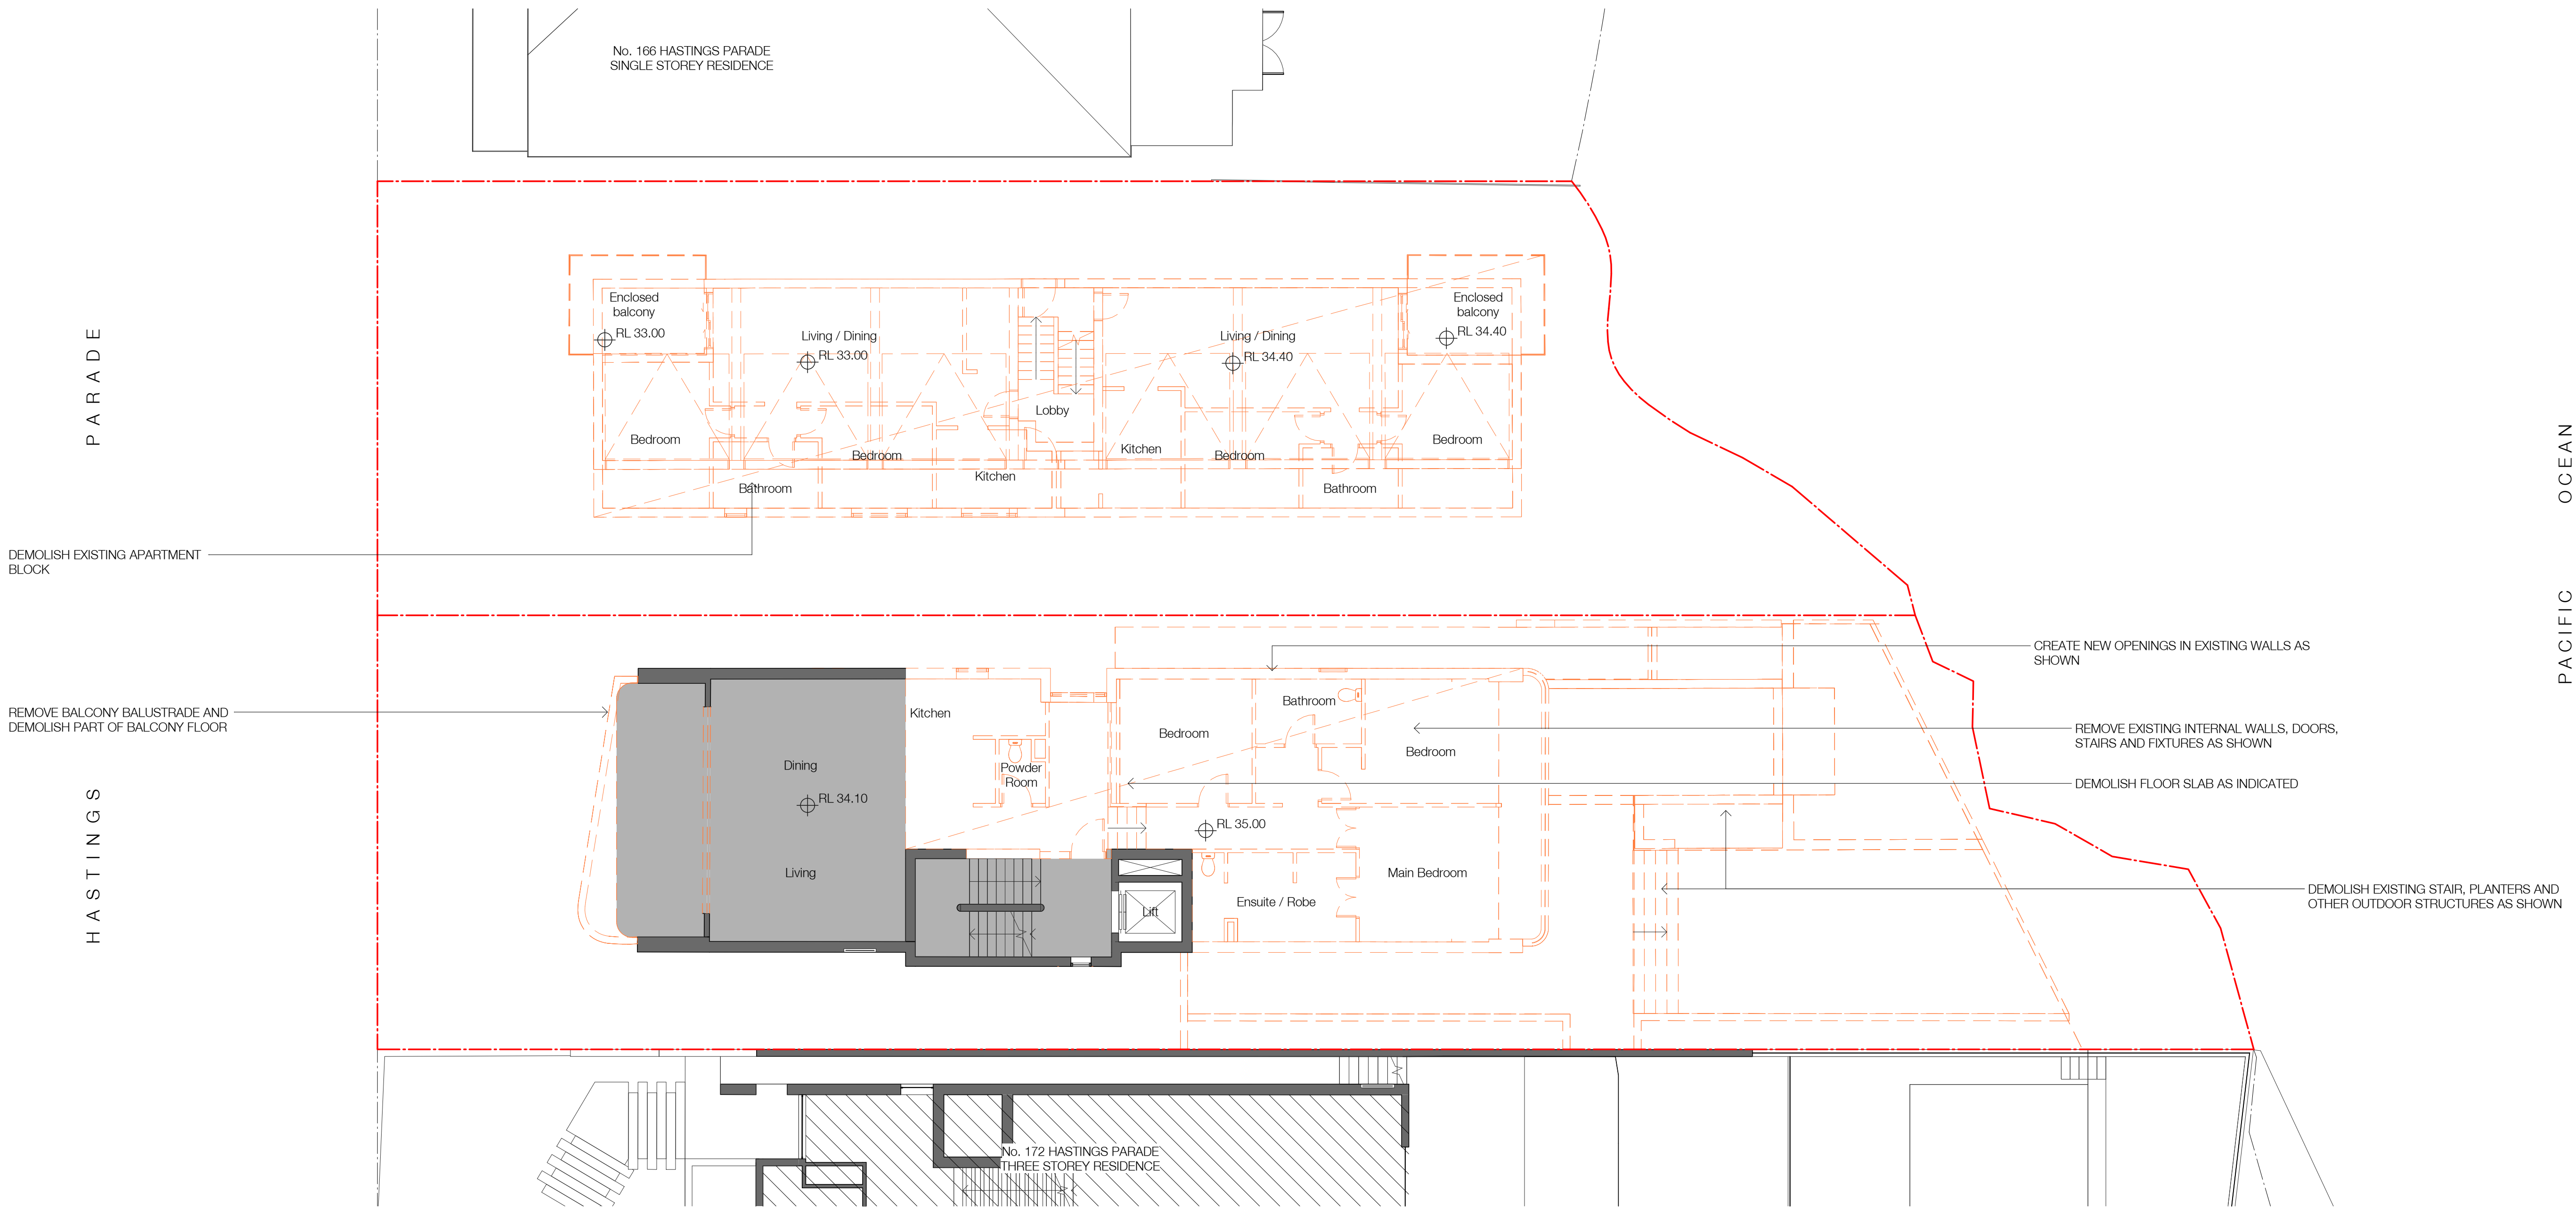 No. 166 HASTINGS PARADE
SINGLE STOREY RESIDENCE
HASTINGS PARADE
PACIFIC OCEAN
Enclosed
balcony
RL 33.00
Living / Dining
RL 33.00
Living / Dining
RL 34.40
Enclosed
balcony
RL 34.40
Lobby
Bedroom
Bedroom
Kitchen
Kitchen
Bedroom
Bedroom
Bathroom
Bathroom
DEMOLISH EXISTING APARTMENT
BLOCK
CREATE NEW OPENINGS IN EXISTING WALLS AS
SHOWN
REMOVE BALCONY BALUSTRADE AND
DEMOLISH PART OF BALCONY FLOOR
Kitchen
Bathroom
Bedroom
Bedroom
REMOVE EXISTING INTERNAL WALLS, DOORS,
STAIRS AND FIXTURES AS SHOWN
Dining
Powder
Room
DEMOLISH FLOOR SLAB AS INDICATED
RL 34.10
RL 35.00
Living
Main Bedroom
Ensuite / Robe
Lift
DEMOLISH EXISTING STAIR, PLANTERS AND
OTHER OUTDOOR STRUCTURES AS SHOWN
No. 172 HASTINGS PARADE
THREE STOREY RESIDENCE